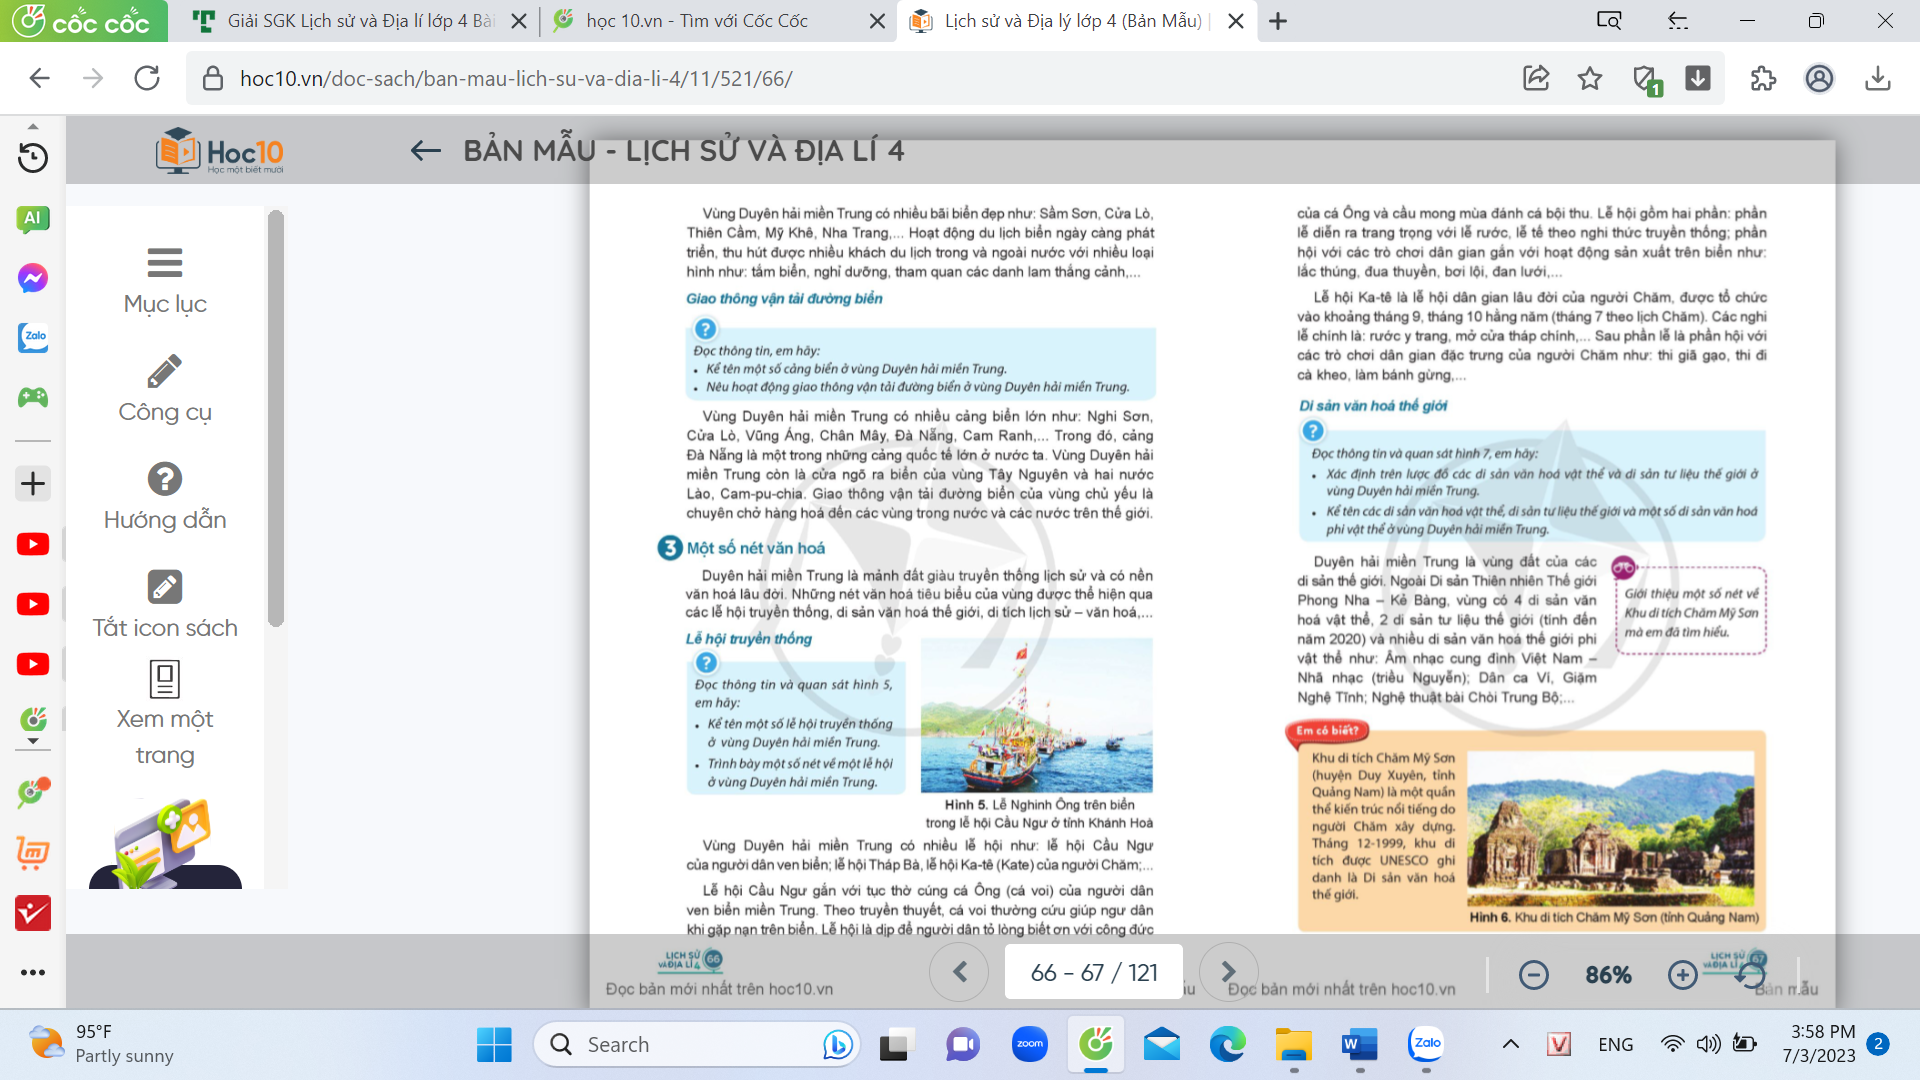 cốc cốc
Giải SGK Lịch sử và Địa lí lớp 4 Bài
học 10.vn - Tìm với Cốc Cốc
Lịch sử và Địa lý lớp 4 (Bản Mẫu) |
hoc10.vn/doc-sach/ban-mau-lich-su-va-dia-li-4/11/521/66/
1
Hoc10
Học một biết mười
BẢN MẪU - LỊCH SỬ VÀ ĐỊA LÍ 4
AI
Zalo
Mục lục
Công cụ
Hướng dẫn
Tắt icon sách
Xem một
trang
Vùng Duyên hải miền Trung có nhiều bãi biển đẹp như: Sầm Sơn, Cửa Lò,
Thiên Cầm, Mỹ Khê, Nha Trang,... Hoạt động du lịch biển ngày càng phát
triển, thu hút được nhiều khách du lịch trong và ngoài nước với nhiều loại
hình như: tắm biển, nghỉ dưỡng, tham quan các danh lam thắng cảnh,...
Giao thông vận tải đường biển
?
Đọc thông tin, em hãy:
• Kể tên một số cảng biển ở vùng Duyên hải miền Trung.
• Nêu hoạt động giao thông vận tải đường biển ở vùng Duyên hải miền Trung.
Vùng Duyên hải miền Trung có nhiều cảng biển lớn như: Nghi Sơn,
Cửa Lò, Vũng Áng, Chân Mây, Đà Nẵng, Cam Ranh,... Trong đó, cảng
Đà Nẵng là một trong những cảng quốc tế lớn ở nước ta. Vùng Duyên hải
miền Trung còn là cửa ngõ ra biển của vùng Tây Nguyên và hai nước
Lào, Cam-pu-chia. Giao thông vận tải đường biển của vùng chủ yếu là
chuyên chở hàng hoá đến các vùng trong nước và các nước trên thế giới.
3 Một số nét văn hoá
Duyên hải miền Trung là mảnh đất giàu truyền thống lịch sử và có nền
văn hoá lâu đời. Những nét văn hoá tiêu biểu của vùng được thể hiện qua
các lễ hội truyền thống, di sản văn hoá thế giới, di tích lịch sử – văn hoá,...
Lễ hội truyền thống
?
Đọc thông tin và quan sát hình 5,
em hãy:
• Kể tên một số lễ hội truyền thống
ở vùng Duyên hải miền Trung.
• Trình bày một số nét về một lễ hội
ở vùng Duyên hải miền Trung.
Hình 5. Lễ Nghinh Ông trên biển
trong lễ hội Cầu Ngư ở tỉnh Khánh Hoà
Vùng Duyên hải miền Trung có nhiều lễ hội như: lễ hội Cầu Ngư
của người dân ven biển; lễ hội Tháp Bà, lễ hội Ka-tê (Kate) của người Chăm;...
Lễ hội Cầu Ngư gắn với tục thờ cúng cá Ông (cá voi) của người dân
ven biển miền Trung. Theo truyền thuyết, cá voi thường cứu giúp ngư dân
khi gặp nạn trên biển. Lễ hội là dịp để người dân tỏ lòng biết ơn với công đức
LỊCH SỬ
VÀ ĐỊA LÍ 4 66
Đọc bản mới nhất trên hoc10.vn
của cá Ông và cầu mong mùa đánh cá bội thu. Lễ hội gồm hai phần: phần
lễ diễn ra trang trọng với lễ rước, lễ tế theo nghi thức truyền thống; phần
hội với các trò chơi dân gian gắn với hoạt động sản xuất trên biển như:
lắc thúng, đua thuyền, bơi lội, đan lưới,...
Lễ hội Ka-tê là lễ hội dân gian lâu đời của người Chăm, được tổ chức
vào khoảng tháng 9, tháng 10 hằng năm (tháng 7 theo lịch Chăm). Các nghi
lễ chính là: rước y trang, mở cửa tháp chính,... Sau phần lễ là phần hội với
các trò chơi dân gian đặc trưng của người Chăm như: thi giã gạo, thi đi
cà kheo, làm bánh gừng,...
Di sản văn hoá thế giới
?
Đọc thông tin và quan sát hình 7, em hãy:
• Xác định trên lược đồ các di sản văn hoá vật thể và di sản tư liệu thế giới ở
vùng Duyên hải miền Trung.
• Kể tên các di sản văn hoá vật thể, di sản tư liệu thế giới và một số di sản văn hoá
phi vật thể ở vùng Duyên hải miền Trung.
Duyên hải miền Trung là vùng đất của các
di sản thế giới. Ngoài Di sản Thiên nhiên Thế giới
Phong Nha – Kẻ Bàng, vùng có 4 di sản văn
hoá vật thể, 2 di sản tư liệu thế giới (tính đến
năm 2020) và nhiều di sản văn hoá thế giới phi
vật thể như: Âm nhạc cung đình Việt Nam –
Nhã nhạc (triều Nguyễn); Dân ca Ví, Giặm
Nghệ Tĩnh; Nghệ thuật bài Chòi Trung Bộ;...
Giới thiệu một số nét về
Khu di tích Chăm Mỹ Sơn
mà em đã tìm hiểu.
Em có biết?
Khu di tích Chăm Mỹ Sơn
(huyện Duy Xuyên, tỉnh
Quảng Nam) là một quần
thể kiến trúc nổi tiếng do
người Chăm xây dựng.
Tháng 12-1999, khu di
tích được UNESCO ghi
danh là Di sản văn hoá
thế giới.
Hình 6. Khu di tích Chăm Mỹ Sơn (tỉnh Quảng Nam)
LỊCH SỬ
VÀ ĐỊA LÍ 4 67
Đọc bản mới nhất trên hoc10.vn
Bản mẫu
66 - 67 / 121
86%
95°F
Partly sunny
Search
zoom
Zalo
ENG
3:58 PM
7/3/2023
2